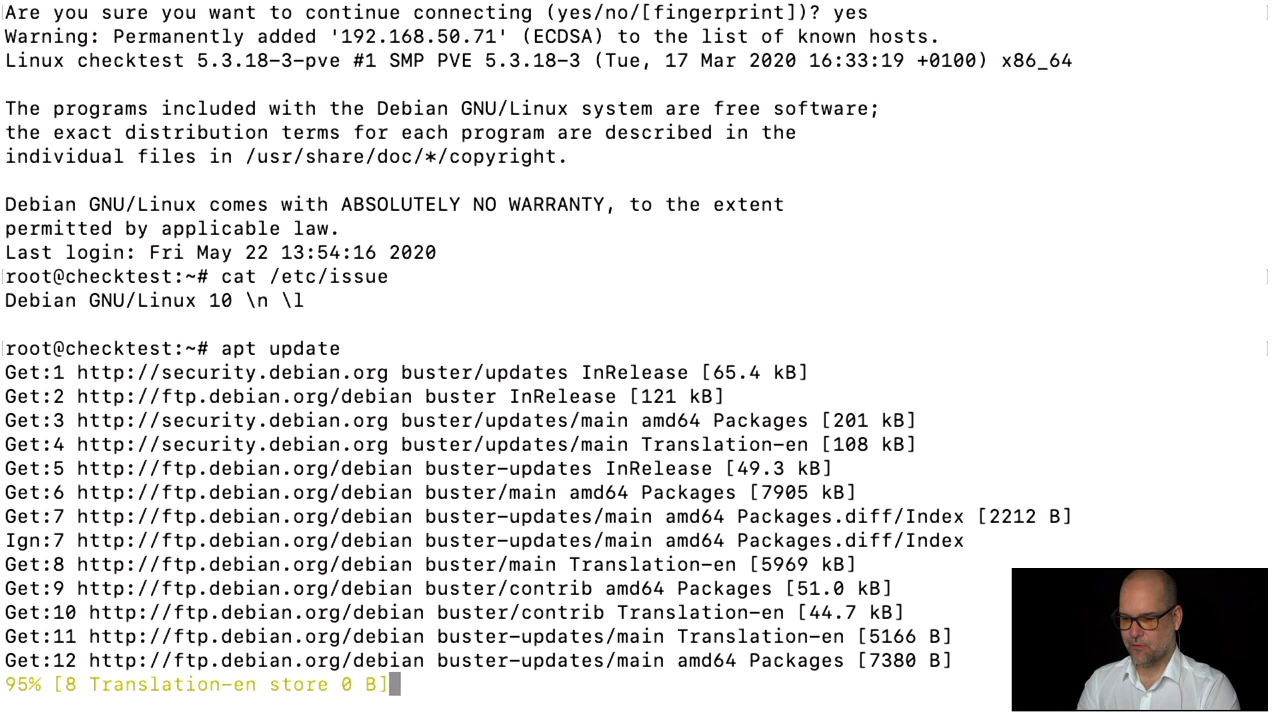 Are you sure you want to continue connecting (yes/no/[fingerprint])? yes
Warning: Permanently added '192.168.50.71' (ECDSA) to the list of known hosts.
Linux checktest 5.3.18-3-pve #1 SMP PVE 5.3.18-3 (Tue, 17 Mar 2020 16:33:19 +0100) x86_64
The programs included with the Debian GNU/Linux system are free software;
the exact distribution terms for each program are described in the
individual files in /usr/share/doc/*/copyright.
Debian GNU/Linux comes with ABSOLUTELY NO WARRANTY, to the extent
permitted by applicable law.
Last login: Fri May 22 13:54:16 2020
root@checktest:~# cat /etc/issue
Debian GNU/Linux 10 \n \l
root@checktest:~# apt update
Get:1 http://security.debian.org buster/updates InRelease [65.4 kB]
Get:2 http://ftp.debian.org/debian buster InRelease [121 kB]
Get:3 http://security.debian.org buster/updates/main amd64 Packages [201 kB]
Get:4 http://security.debian.org buster/updates/main Translation-en [108 kB]
Get:5 http://ftp.debian.org/debian buster-updates InRelease [49.3 kB]
Get:6 http://ftp.debian.org/debian buster/main amd64 Packages [7905 kB]
Get:7 http://ftp.debian.org/debian buster-updates/main amd64 Packages.diff/Index [2212 B]
Ign:7 http://ftp.debian.org/debian buster-updates/main amd64 Packages.diff/Index
Get:8 http://ftp.debian.org/debian buster/main Translation-en [5969 kB]
Get:9 http://ftp.debian.org/debian buster/contrib amd64 Packages [51.0 kB]
Get:10 http://ftp.debian.org/debian buster/contrib Translation-en [44.7 kB]
Get:11 http://ftp.debian.org/debian buster-updates/main Translation-en [5166 B]
Get:12 http://ftp.debian.org/debian buster-updates/main amd64 Packages [7380 B]
95% [8 Translation-en store 0 B]